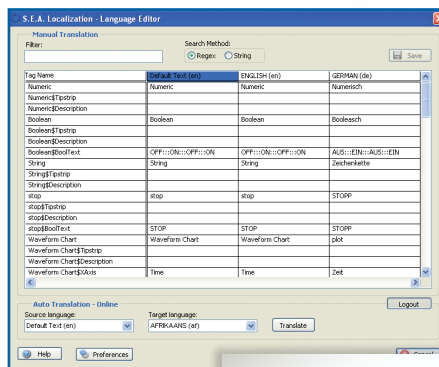 S.E.A. Localization - Language Editor
Manual Translation
Filter:
Search Method:
Regex String
Save
Tag Name Default Text (en) ENGLISH (en) GERMAN (de)
Numeric Numeric Numeric Numerisch
Numeric$Tipstrip
Numeric$Description
Boolean Boolean Boolean Booleasch
Boolean$Tipstrip
Boolean$Description
Boolean$BoolText OFF:::ON:::OFF:::ON OFF:::ON:::OFF:::ON AUS:::EIN:::AUS:::EIN
String String String Zeichenkette
String$Tipstrip
String$Description
stop stop stop STOPP
stop$Tipstrip
stop$Description
stop$BoolText STOP STOP STOPP
Waveform Chart Waveform Chart Waveform Chart plot
Waveform Chart$Tipstrip
Waveform Chart$Description
Waveform Chart$XAxis Time Time Zeit
Auto Translation - Online
Logout
Source language: Target language:
Default Text (en) AFRIKAANS (af) Translate
Help Preferences